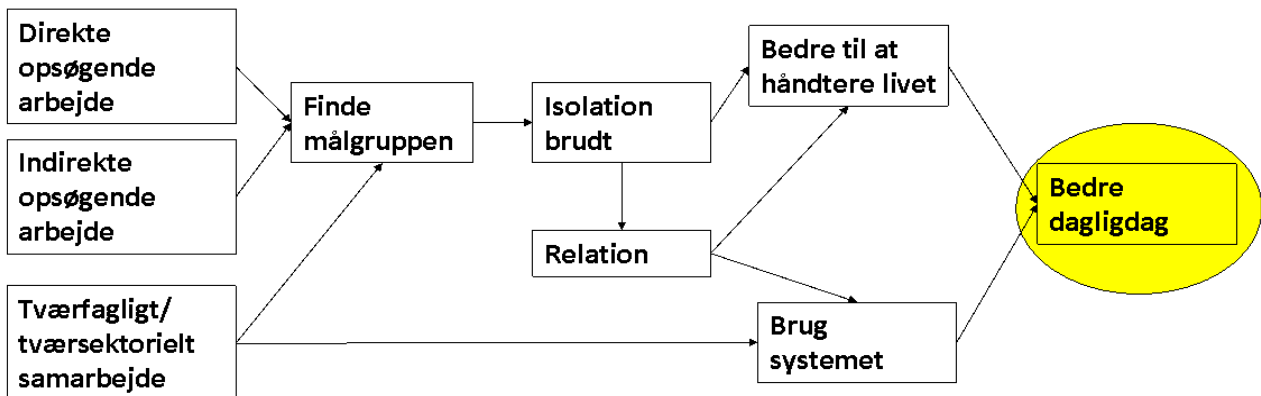 Direkte
opsøgende
arbejde
Indirekte
opsøgende
arbejde
Tværfagligt/
tværsektorielt
samarbejde
Finde
målgruppen
Isolation
brudt
Relation
Bedre til at
håndtere livet
Brug
systemet
Bedre
dagligdag